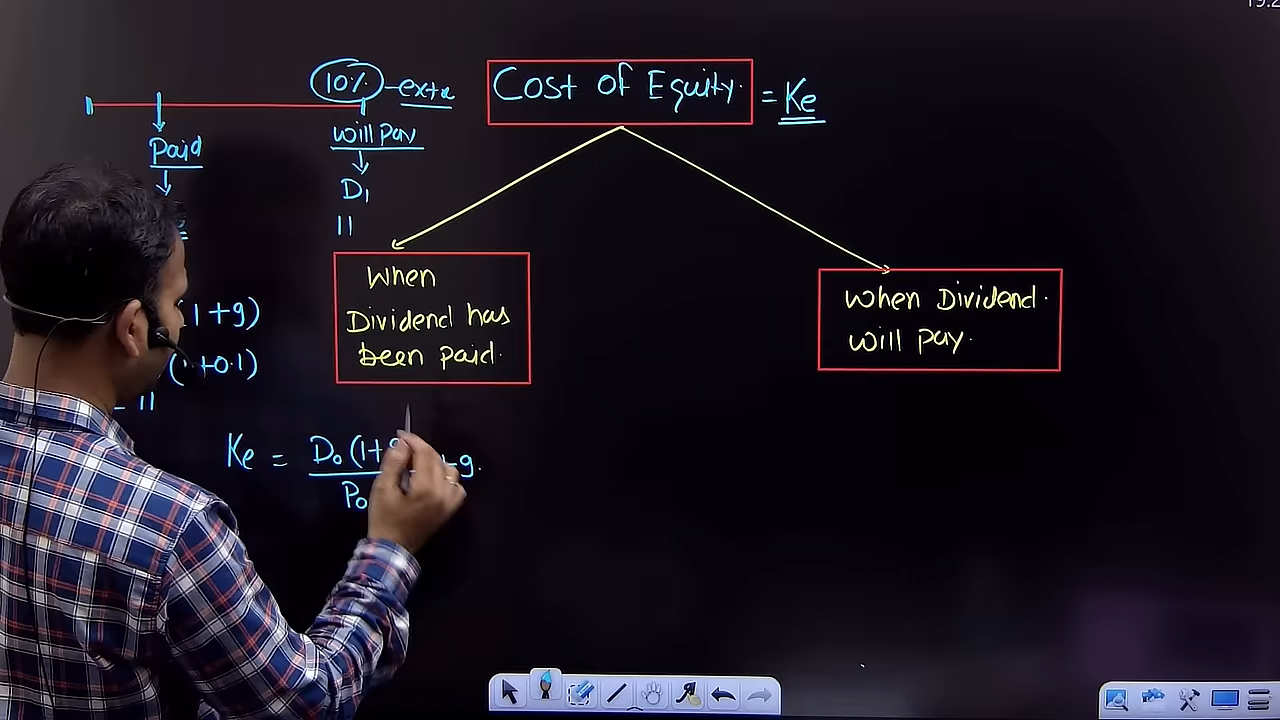 10% - extra
Cost of Equity.
= Ke
Paid
will pay
D₁
11
When
Dividend has
been paid.
When Dividend.
will pay.
(1+g)
(1+0.1)
= 11
Ke = D₀ (1+g) + g.
P₀